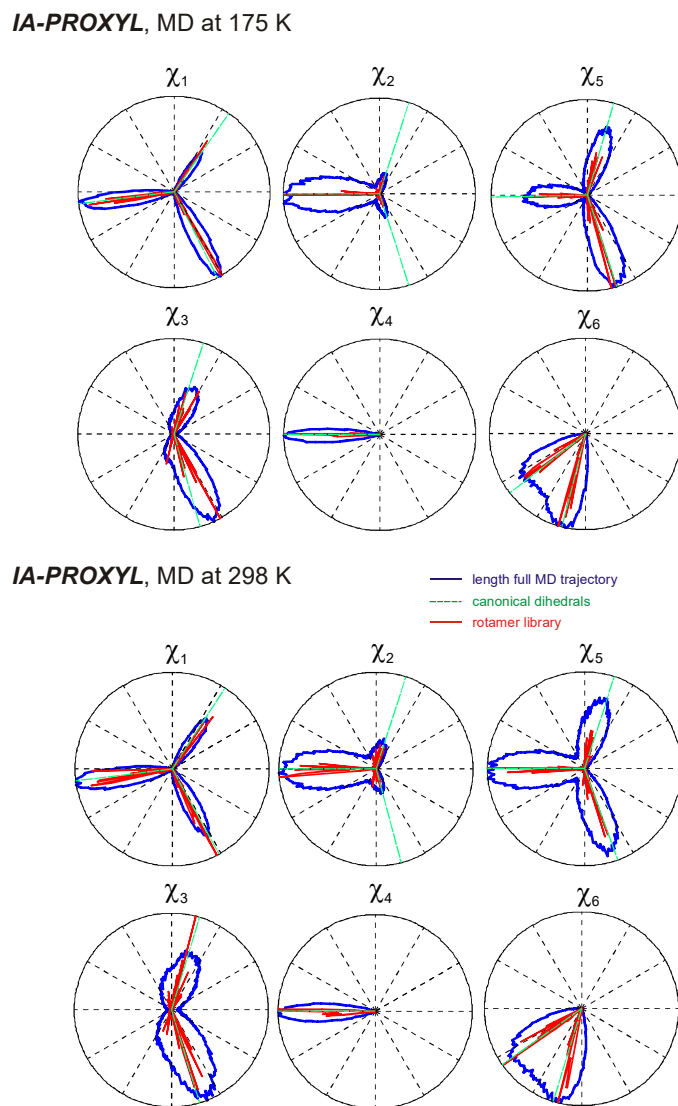 IA-PROXYL, MD at 175 K
χ1 χ2 χ5
χ3 χ4 χ6
IA-PROXYL, MD at 298 K
length full MD trajectory
canonical dihedrals
rotamer library
χ1 χ2 χ5
χ3 χ4 χ6